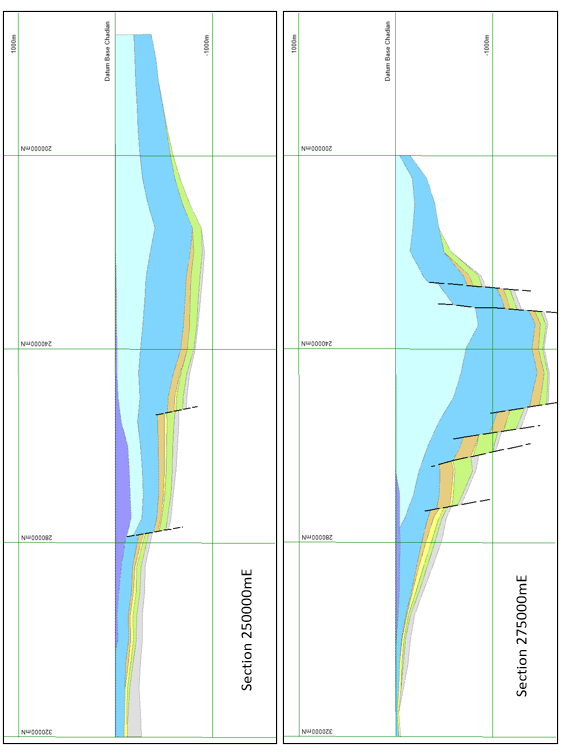 1000m
Datum Base Chadian
-1000m
20000mN
24000mN
28000mN
32000mN
Section 250000mE
1000m
Datum Base Chadian
-1000m
20000mN
24000mN
28000mN
32000mN
Section 275000mE